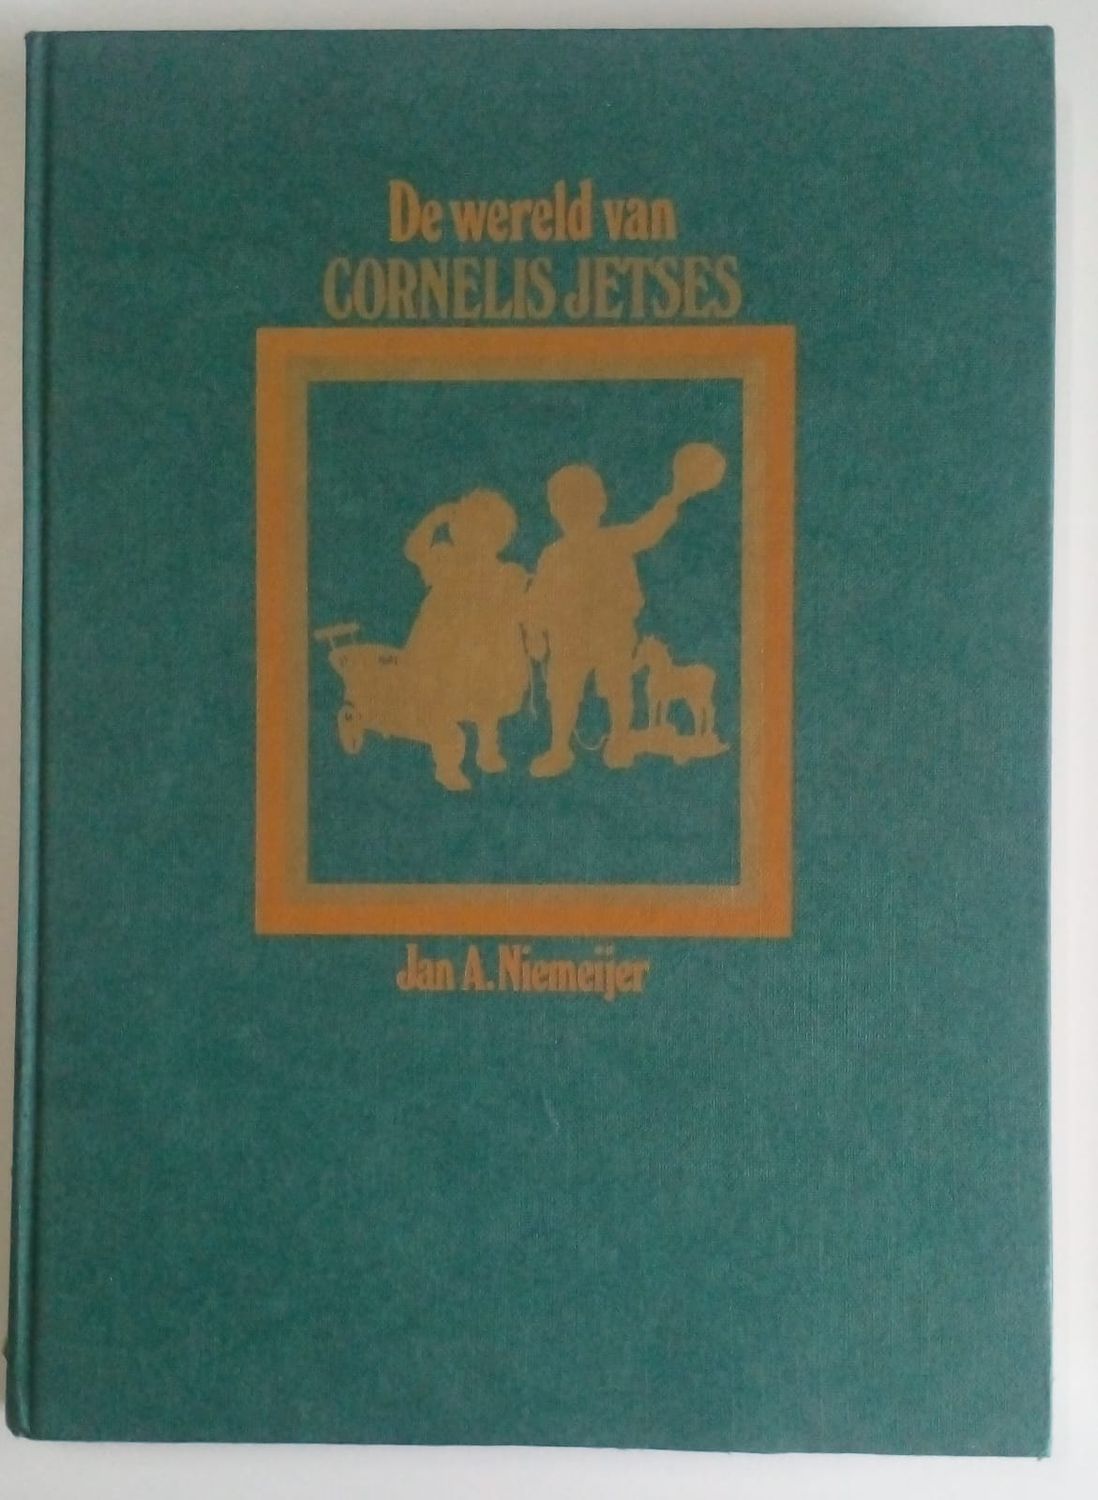 De wereld van
CORNELIS JETSES
Jan A. Niemeijer